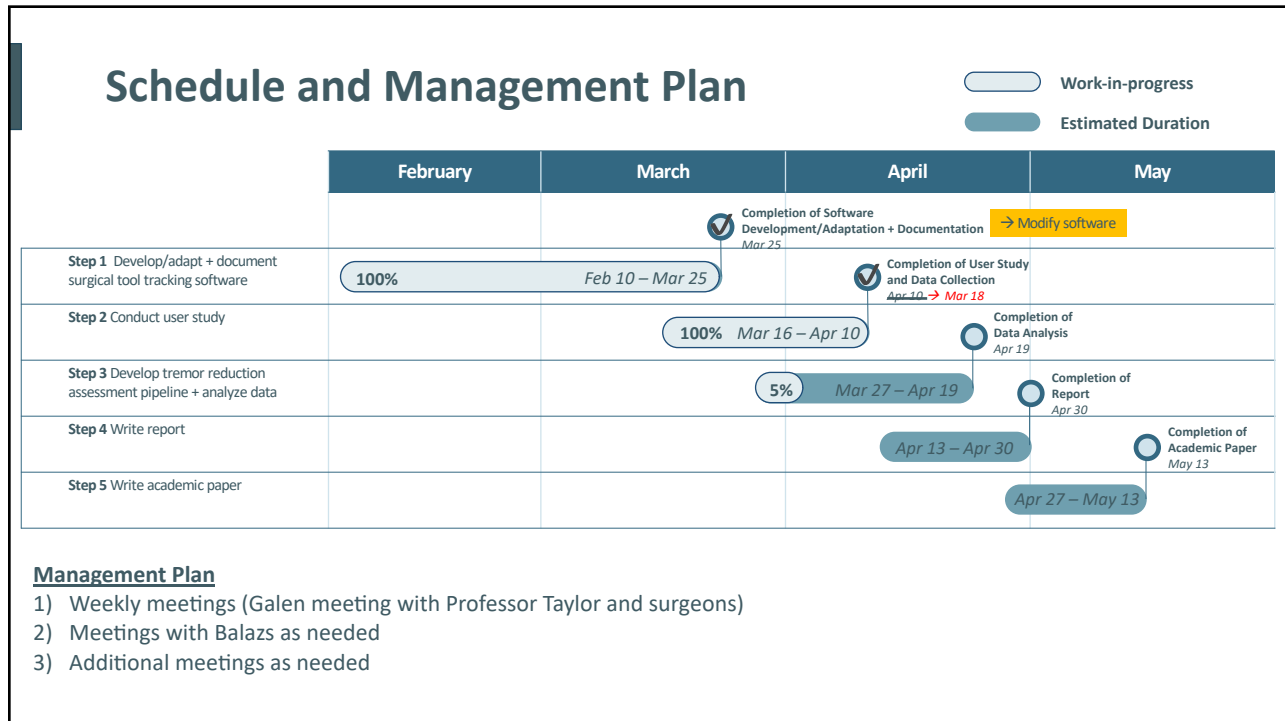 Schedule and Management Plan
Work-in-progress
Estimated Duration
February March April May
Completion of Software
Development/Adaptation + Documentation
Mar 25
→ Modify software
Step 1 Develop/adapt + document
surgical tool tracking software
100% Feb 10 – Mar 25
Completion of User Study
and Data Collection
Apr 10 → Mar 18
Step 2 Conduct user study
100% Mar 16 – Apr 10
Completion of
Data Analysis
Apr 19
Step 3 Develop tremor reduction
assessment pipeline + analyze data
5% Mar 27 – Apr 19
Completion of
Report
Apr 30
Step 4 Write report
Apr 13 – Apr 30
Completion of
Academic Paper
May 13
Step 5 Write academic paper
Apr 27 – May 13
Management Plan
1) Weekly meetings (Galen meeting with Professor Taylor and surgeons)
2) Meetings with Balazs as needed
3) Additional meetings as needed